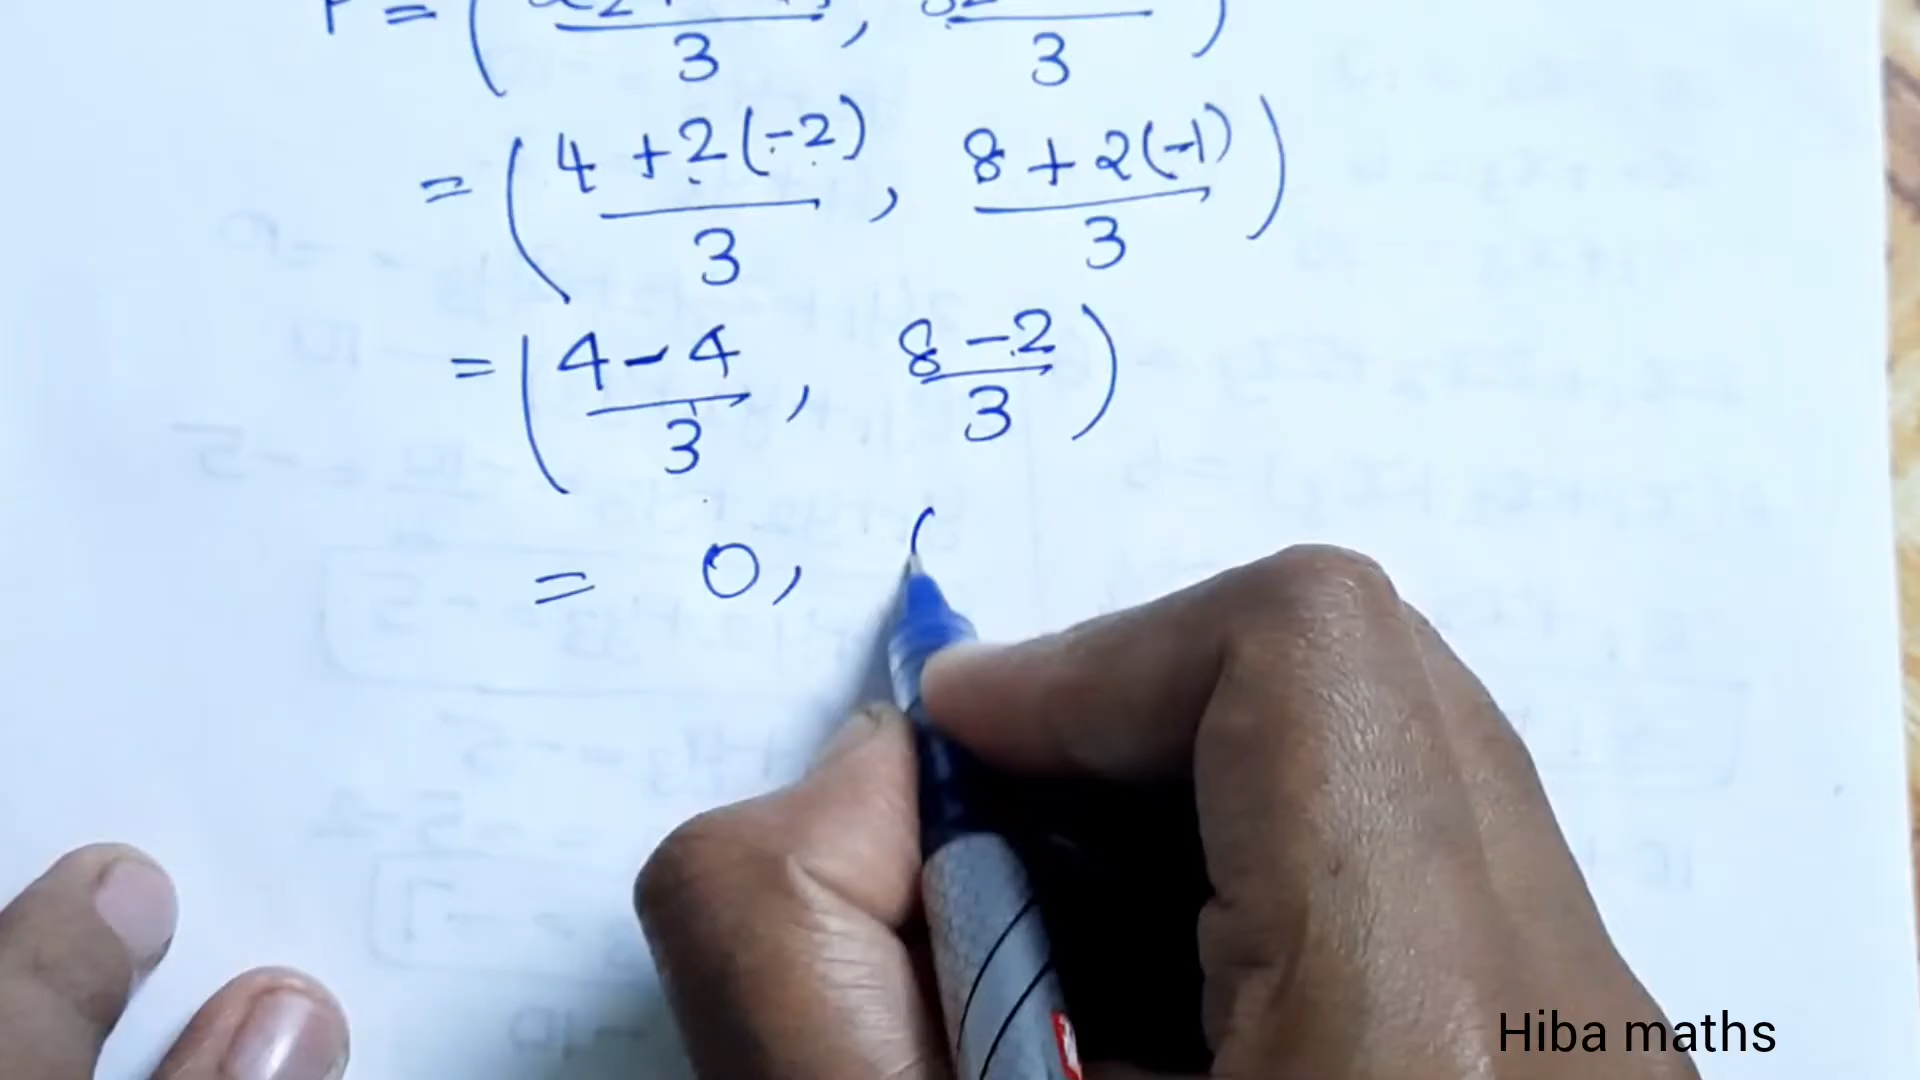 P = ( / 3 , / 3 )
= ( 4 + 2(-2) / 3 , 8 + 2(-1) / 3 )
= ( 4 - 4 / 3 , 8 - 2 / 3 )
= 0, (
Hiba maths